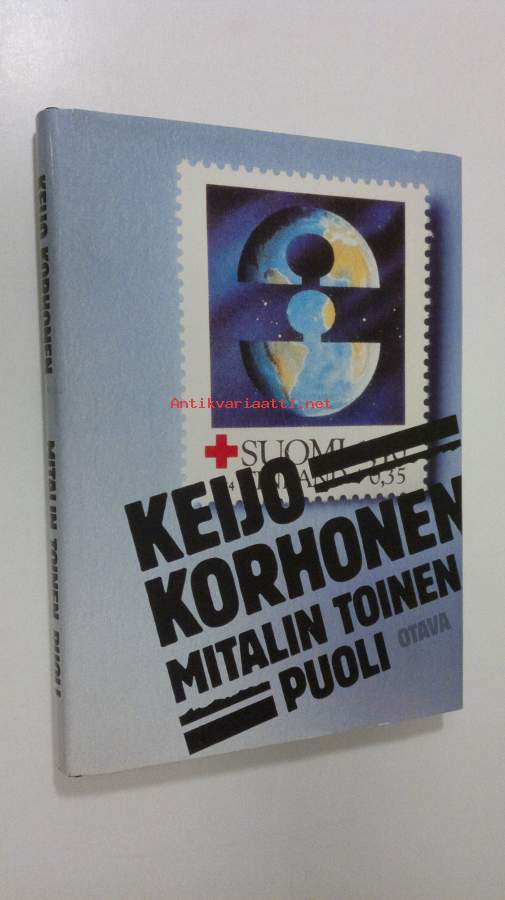 KEIJO KORHONEN MITALIN TOINEN PUOLI
Antikvariaatti.net
SUOMI
0,35
KEIJO
KORHONEN
MITALIN TOINEN
PUOLI
OTAVA